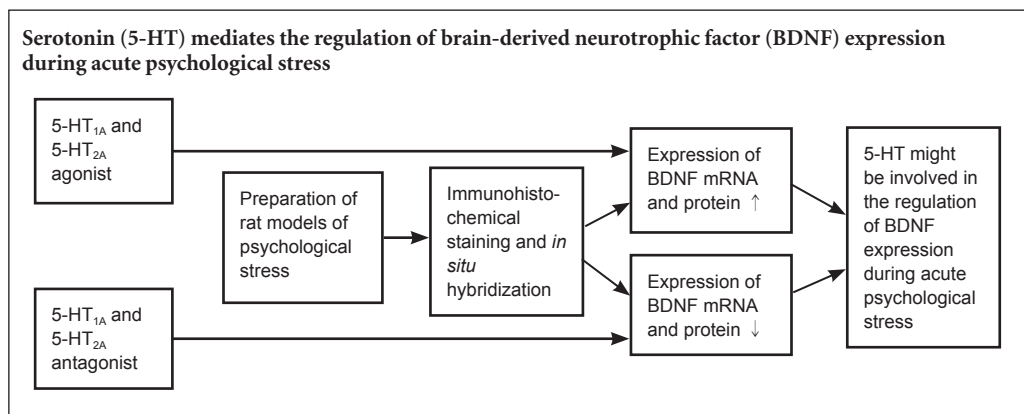 Serotonin (5-HT) mediates the regulation of brain-derived neurotrophic factor (BDNF) expression
during acute psychological stress
5-HT1A and
5-HT2A
agonist
Preparation of
rat models of
psychological
stress
Immunohisto-
chemical
staining and in
situ
hybridization
Expression of
BDNF mRNA
and protein ↑
Expression of
BDNF mRNA
and protein ↓
5-HT might
be involved in
the regulation
of BDNF
expression
during acute
psychological
stress
5-HT1A and
5-HT2A
antagonist